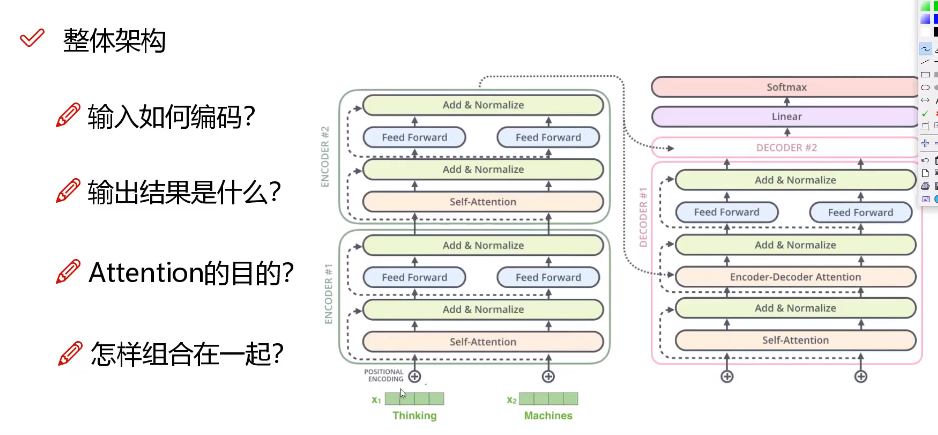 整体架构
输入如何编码？
输出结果是什么？
Attention的目的？
怎样组合在一起？
ENCODER #2
Add & Normalize
Feed Forward
Feed Forward
Add & Normalize
Self-Attention
ENCODER #1
Add & Normalize
Feed Forward
Feed Forward
Add & Normalize
Self-Attention
POSITIONAL
ENCODING
x₁
x₂
Thinking
Machines
Softmax
Linear
DECODER #2
DECODER #1
Add & Normalize
Feed Forward
Feed Forward
Add & Normalize
Encoder-Decoder Attention
Add & Normalize
Self-Attention